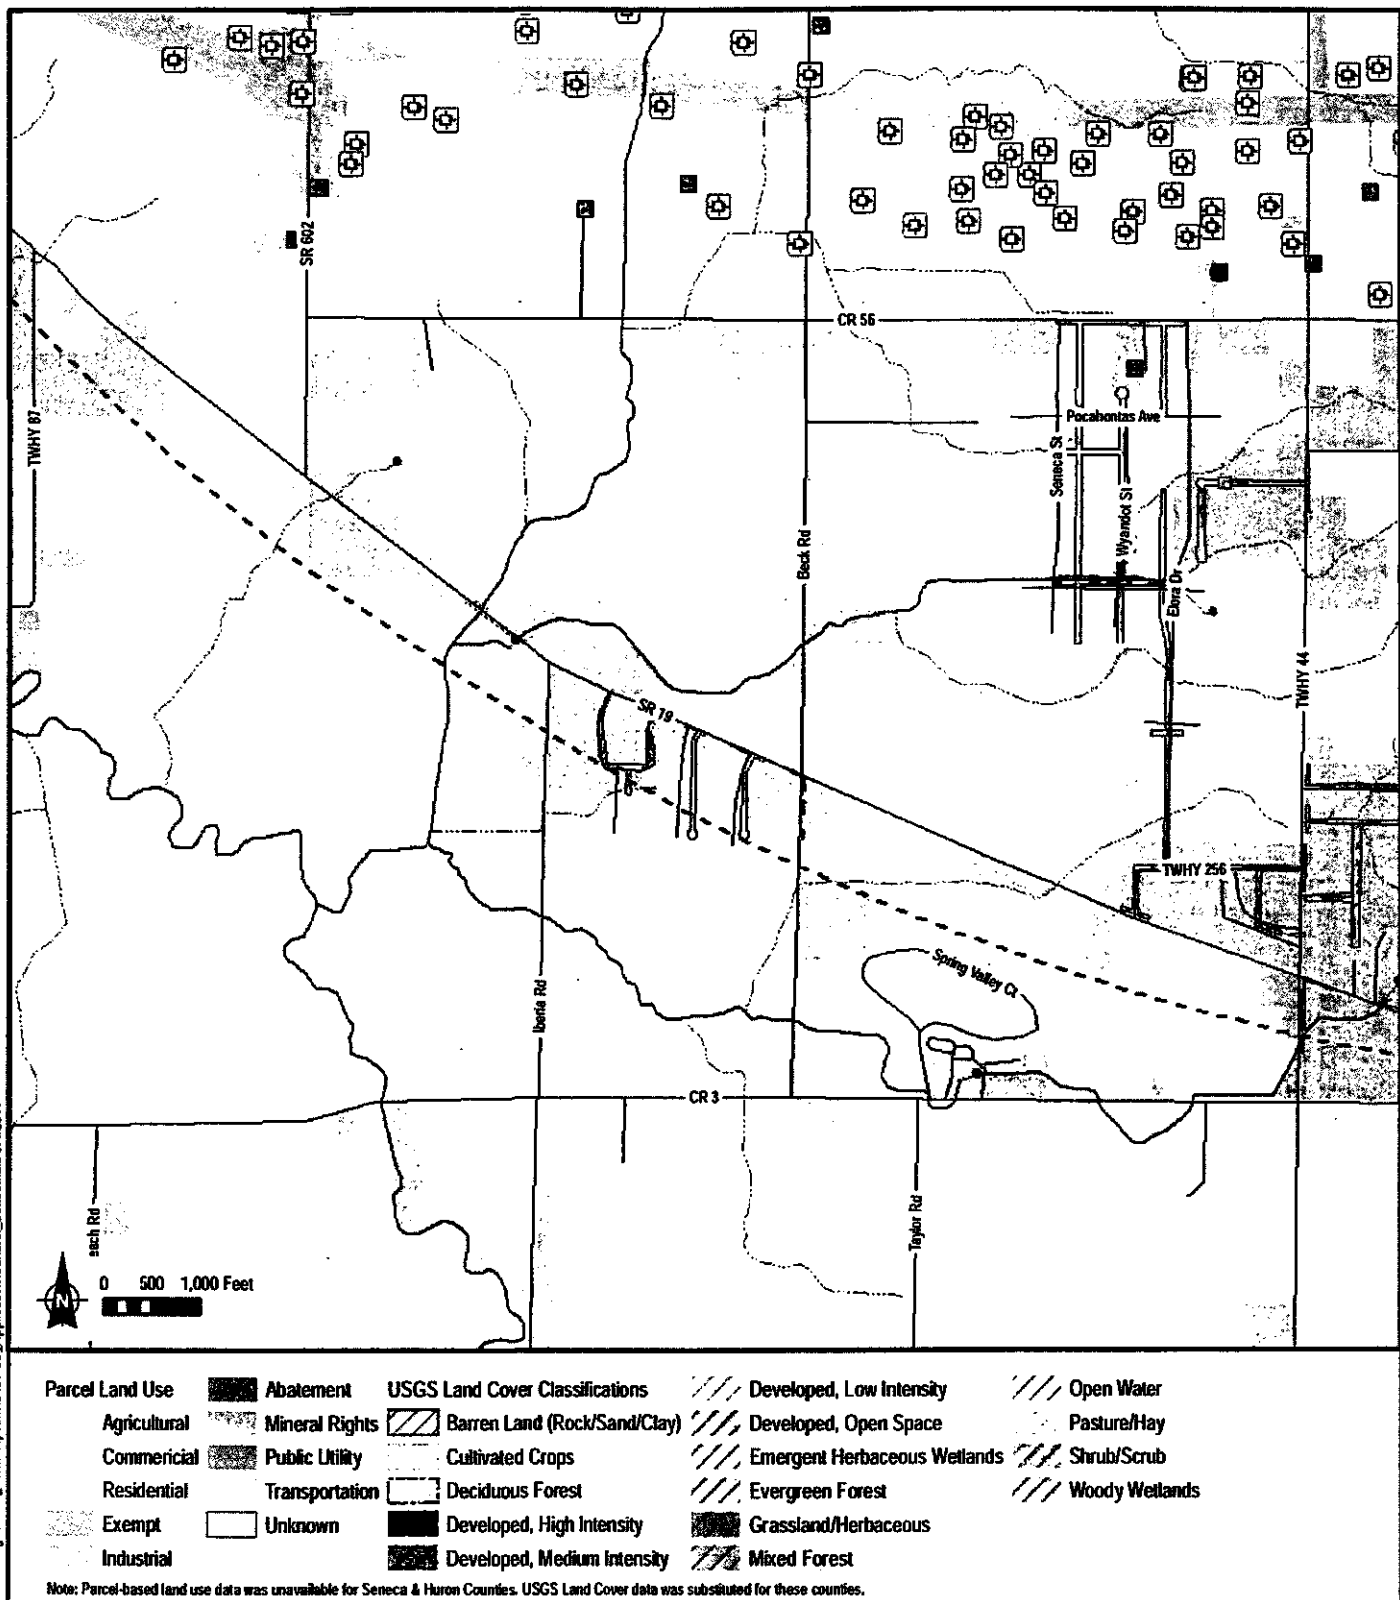 SR 602
CR 56
TWHY 87
Pocahontas Ave
Seneca St
Wyandot St
Beck Rd
Elora Dr
TWHY 44
SR 19
TWHY 256
Spring Valley Ct
Iberia Rd
CR 3
each Rd
Taylor Rd
N
0 500 1,000 Feet
Parcel Land Use
Agricultural
Commericial
Residential
Exempt
Industrial
Abatement
Mineral Rights
Public Utility
Transportation
Unknown
USGS Land Cover Classifications
Barren Land (Rock/Sand/Clay)
Cultivated Crops
Deciduous Forest
Developed, High Intensity
Developed, Medium Intensity
Developed, Low Intensity
Developed, Open Space
Emergent Herbaceous Wetlands
Evergreen Forest
Grassland/Herbaceous
Mixed Forest
Open Water
Pasture/Hay
Shrub/Scrub
Woody Wetlands
Note: Parcel-based land use data was unavailable for Seneca & Huron Counties. USGS Land Cover data was substituted for these counties.